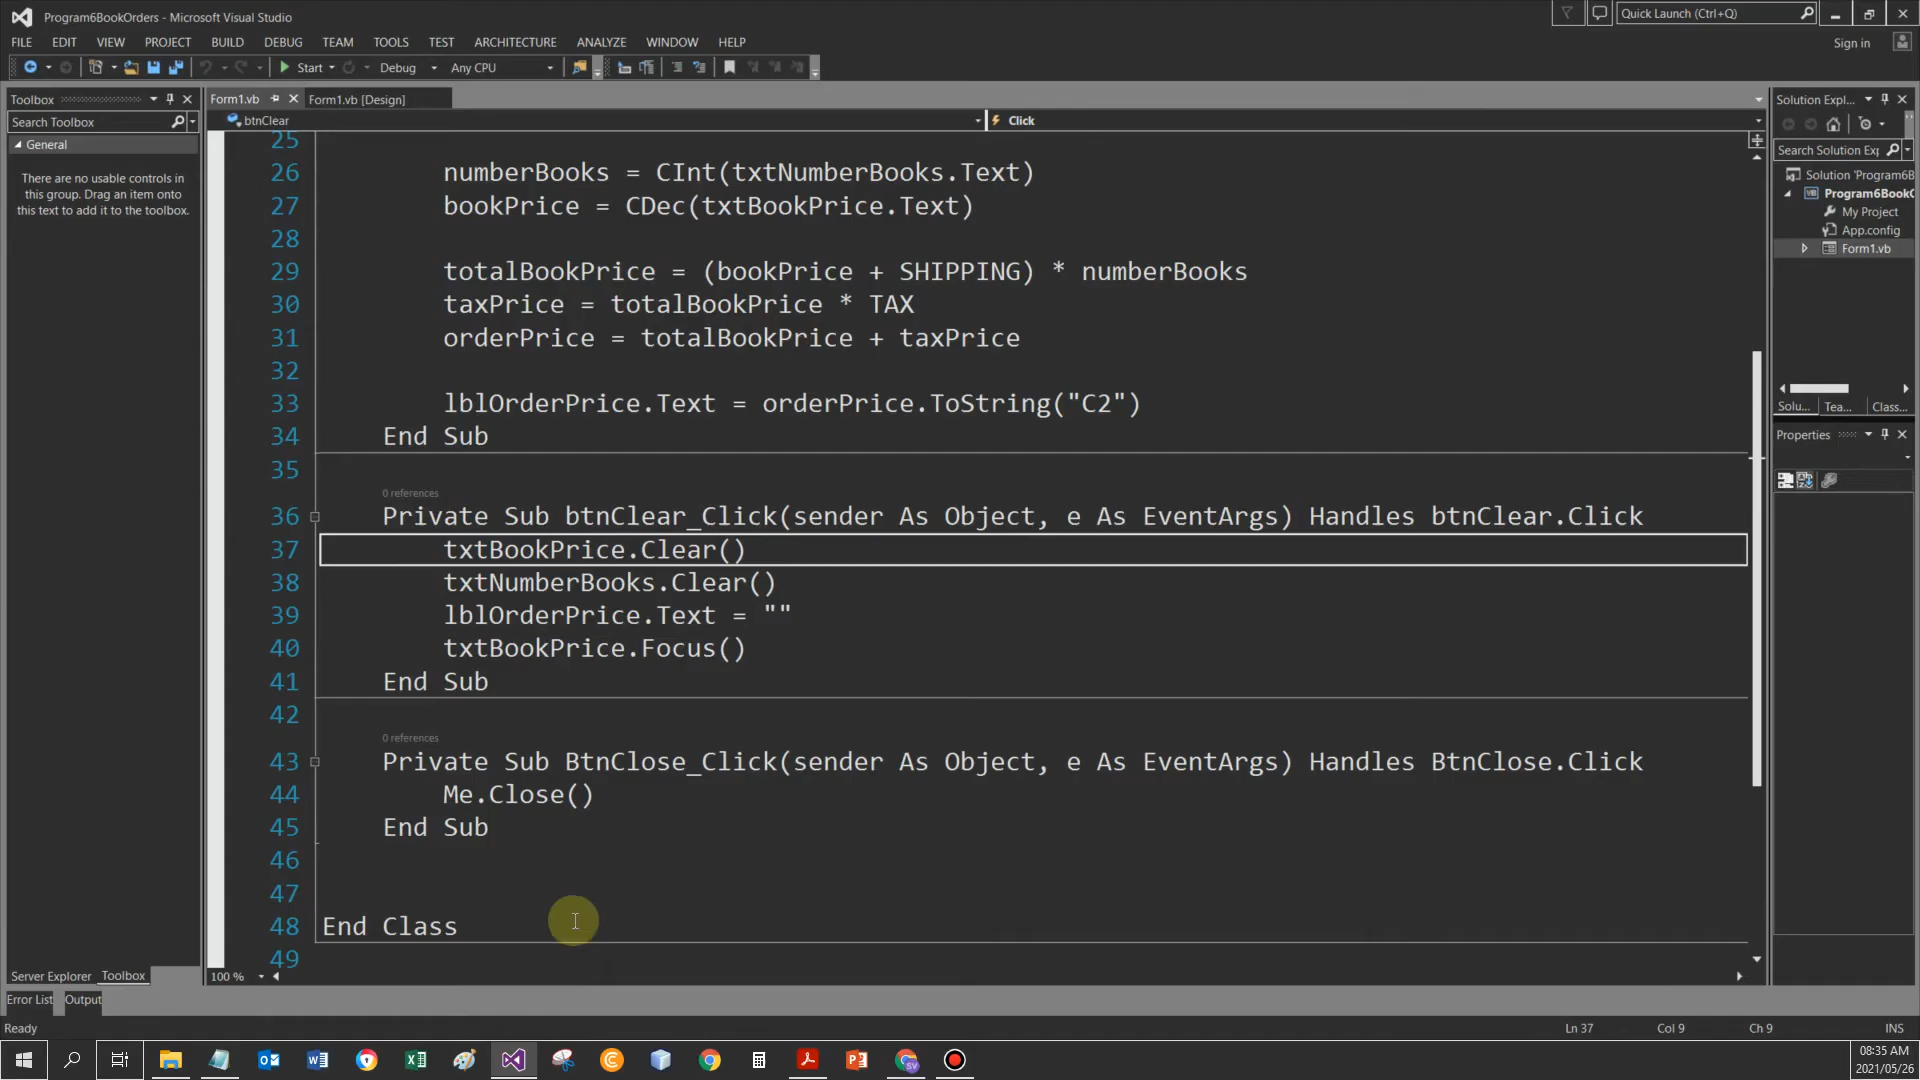 Program6BookOrders - Microsoft Visual Studio
Quick Launch (Ctrl+Q)
FILE EDIT VIEW PROJECT BUILD DEBUG TEAM TOOLS TEST ARCHITECTURE ANALYZE WINDOW HELP
Sign in
Start Debug Any CPU
Toolbox
Form1.vb Form1.vb [Design]
Solution Expl...
Search Toolbox
btnClear
Click
General
There are no usable controls in
this group. Drag an item onto
this text to add it to the toolbox.
Search Solution Exp
Solution 'Program6B
Program6BookO
My Project
App.config
Form1.vb
Solu... Tea... Class...
Properties
25
26 numberBooks = CInt(txtNumberBooks.Text)
27 bookPrice = CDec(txtBookPrice.Text)
28
29 totalBookPrice = (bookPrice + SHIPPING) * numberBooks
30 taxPrice = totalBookPrice * TAX
31 orderPrice = totalBookPrice + taxPrice
32
33 lblOrderPrice.Text = orderPrice.ToString("C2")
34 End Sub
35
0 references
36 Private Sub btnClear_Click(sender As Object, e As EventArgs) Handles btnClear.Click
37 txtBookPrice.Clear()
38 txtNumberBooks.Clear()
39 lblOrderPrice.Text = ""
40 txtBookPrice.Focus()
41 End Sub
42
0 references
43 Private Sub BtnClose_Click(sender As Object, e As EventArgs) Handles BtnClose.Click
44 Me.Close()
45 End Sub
46
47
48 End Class
49
Server Explorer Toolbox
100 %
Error List Output
Ready
Ln 37 Col 9 Ch 9 INS
08:35 AM
2021/05/26